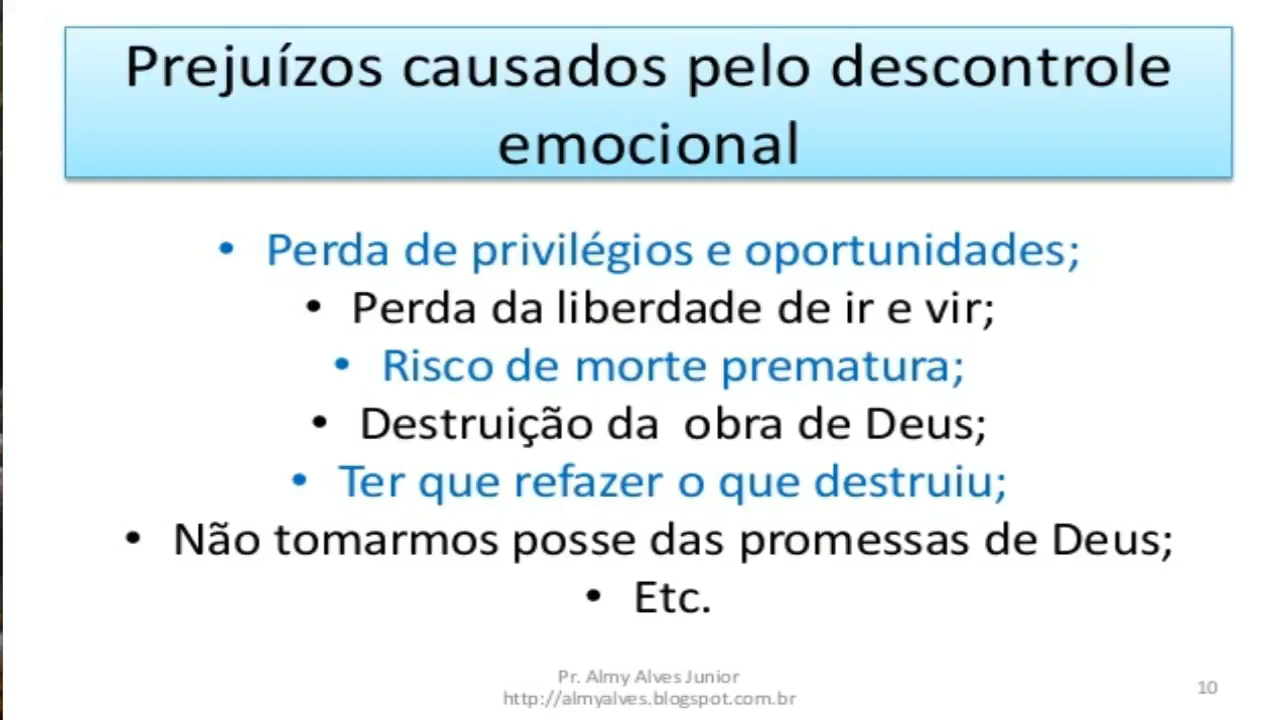 Prejuízos causados pelo descontrole
emocional
• Perda de privilégios e oportunidades;
• Perda da liberdade de ir e vir;
• Risco de morte prematura;
• Destruição da obra de Deus;
• Ter que refazer o que destruiu;
• Não tomarmos posse das promessas de Deus;
• Etc.
Pr. Almy Alves Junior
http://almyalves.blogspot.com.br
10